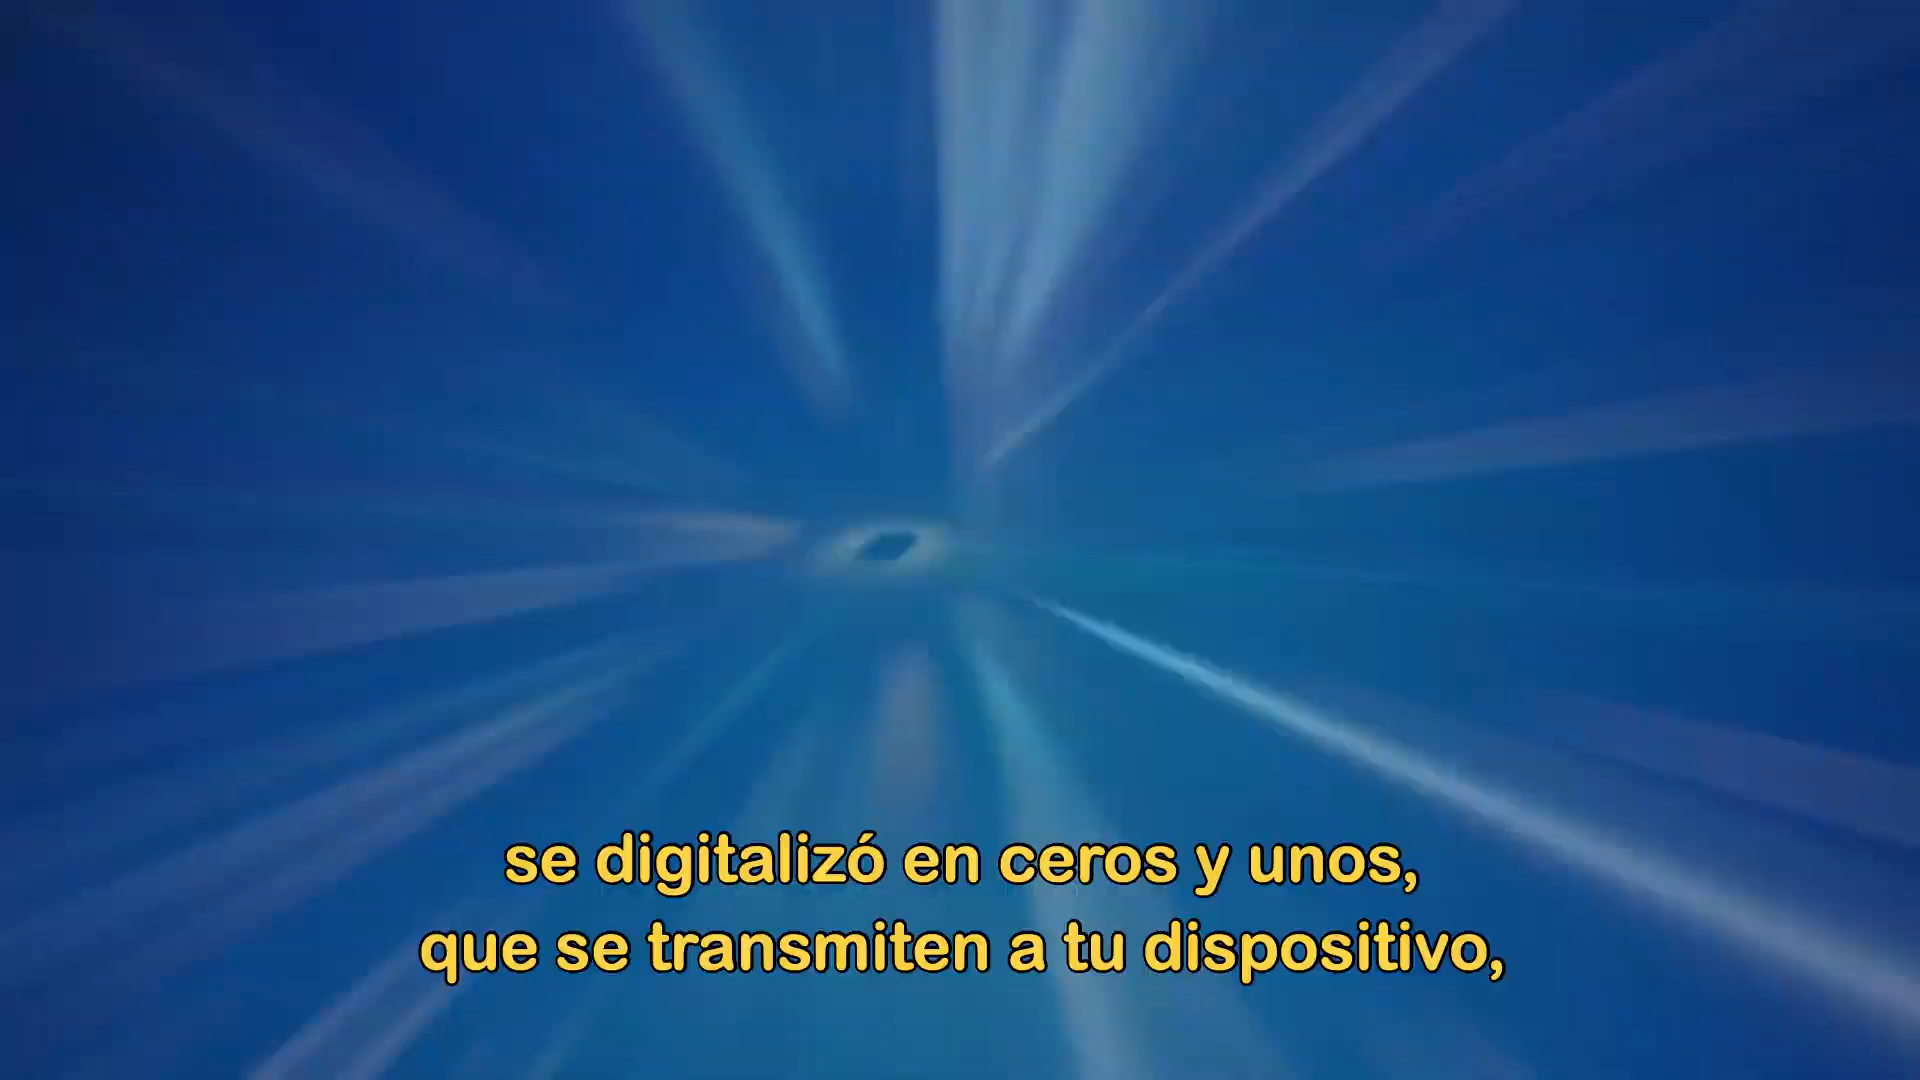 se digitalizó en ceros y unos,
que se transmiten a tu dispositivo,